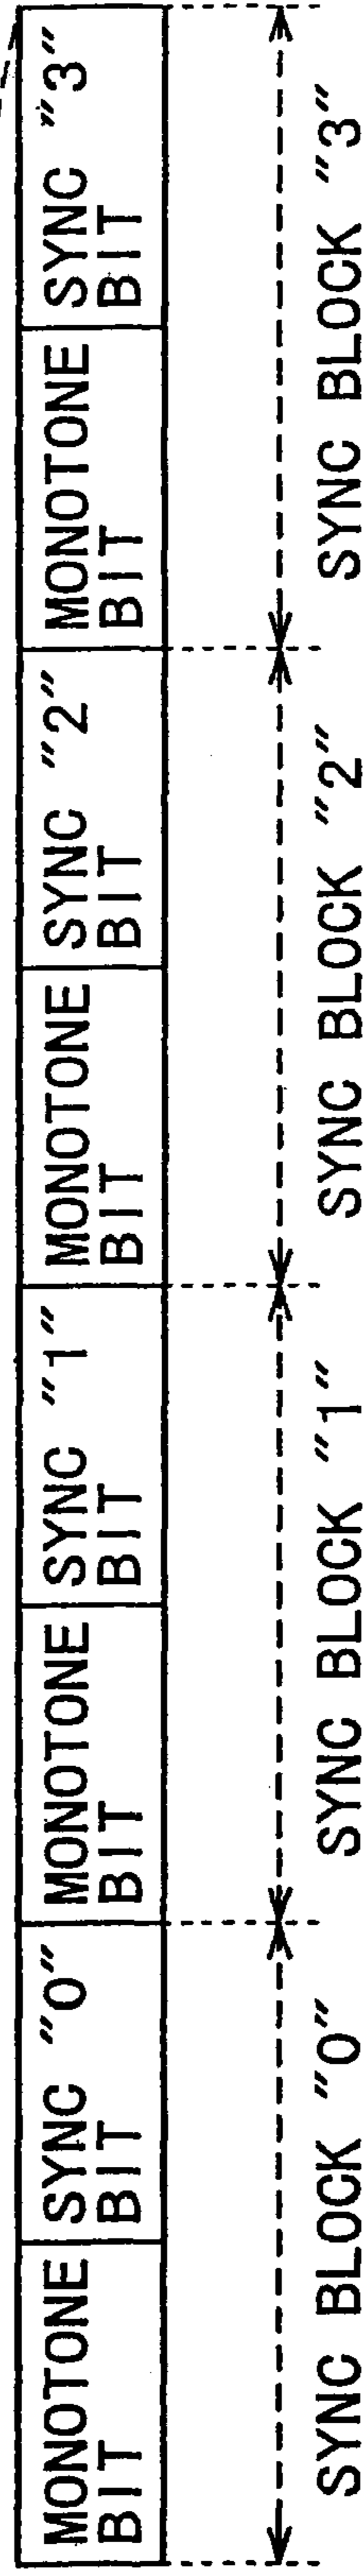 MONOTONE
BIT
SYNC "0"
BIT
MONOTONE
BIT
SYNC "1"
BIT
MONOTONE
BIT
SYNC "2"
BIT
MONOTONE
BIT
SYNC "3"
BIT
SYNC BLOCK "0"
SYNC BLOCK "1"
SYNC BLOCK "2"
SYNC BLOCK "3"